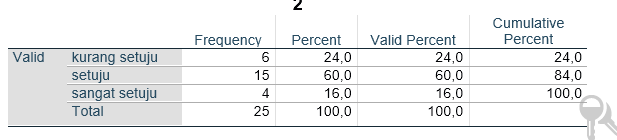 2
Frequency Percent Valid Percent Cumulative Percent
Valid kurang setuju 6 24,0 24,0 24,0
setuju 15 60,0 60,0 84,0
sangat setuju 4 16,0 16,0 100,0
Total 25 100,0 100,0